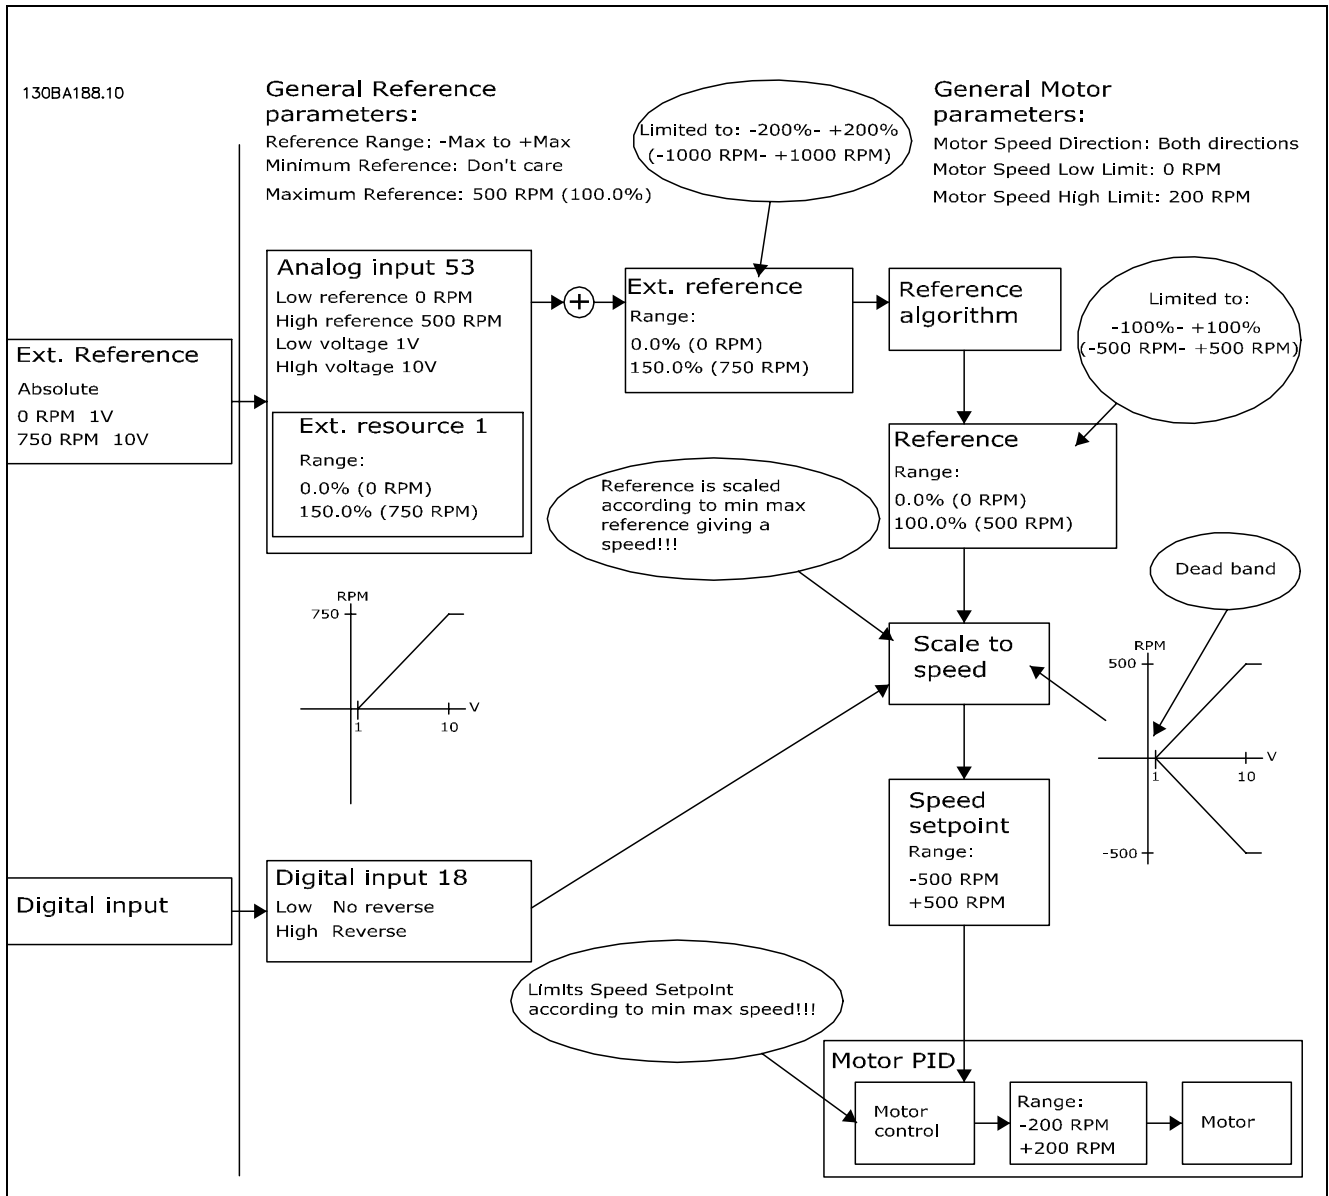 130BA188.10
General Reference
parameters:
Reference Range: -Max to +Max
Minimum Reference: Don't care
Maximum Reference: 500 RPM (100.0%)
Limited to: -200%- +200%
(-1000 RPM- +1000 RPM)
General Motor
parameters:
Motor Speed Direction: Both directions
Motor Speed Low Limit: 0 RPM
Motor Speed High Limit: 200 RPM
Ext. Reference
Absolute
0 RPM 1V
750 RPM 10V
Analog input 53
Low reference 0 RPM
High reference 500 RPM
Low voltage 1V
High voltage 10V
Ext. resource 1
Range:
0.0% (0 RPM)
150.0% (750 RPM)
+
Ext. reference
Range:
0.0% (0 RPM)
150.0% (750 RPM)
Reference
algorithm
Limited to:
-100%- +100%
(-500 RPM- +500 RPM)
Reference
Range:
0.0% (0 RPM)
100.0% (500 RPM)
Reference is scaled
according to min max
reference giving a
speed!!!
Dead band
RPM
750
V
1
10
Scale to
speed
RPM
500
V
1
10
-500
Speed
setpoint
Range:
-500 RPM
+500 RPM
Digital input
Digital input 18
Low No reverse
High Reverse
Limits Speed Setpoint
according to min max speed!!!
Motor PID
Motor
control
Range:
-200 RPM
+200 RPM
Motor